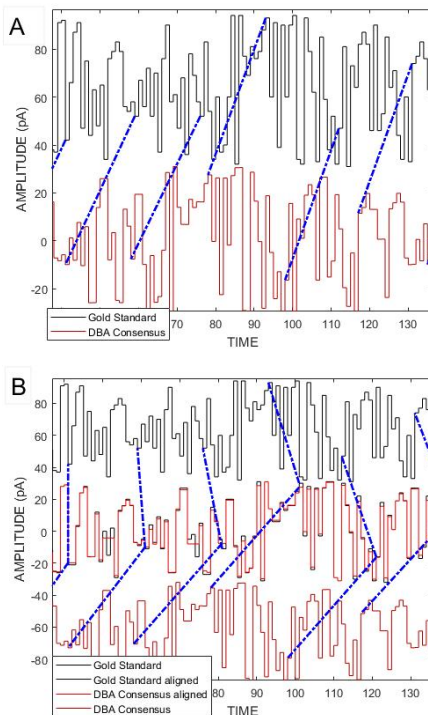 A
80
60
40
20
0
-20
AMPLITUDE (pA)
70 80 90 100 110 120 130
TIME
Gold Standard
DBA Consensus
B
80
60
40
20
0
-20
-40
-60
-80
AMPLITUDE (pA)
80 90 100 110 120 130
TIME
Gold Standard
Gold Standard aligned
DBA Consensus aligned
DBA Consensus